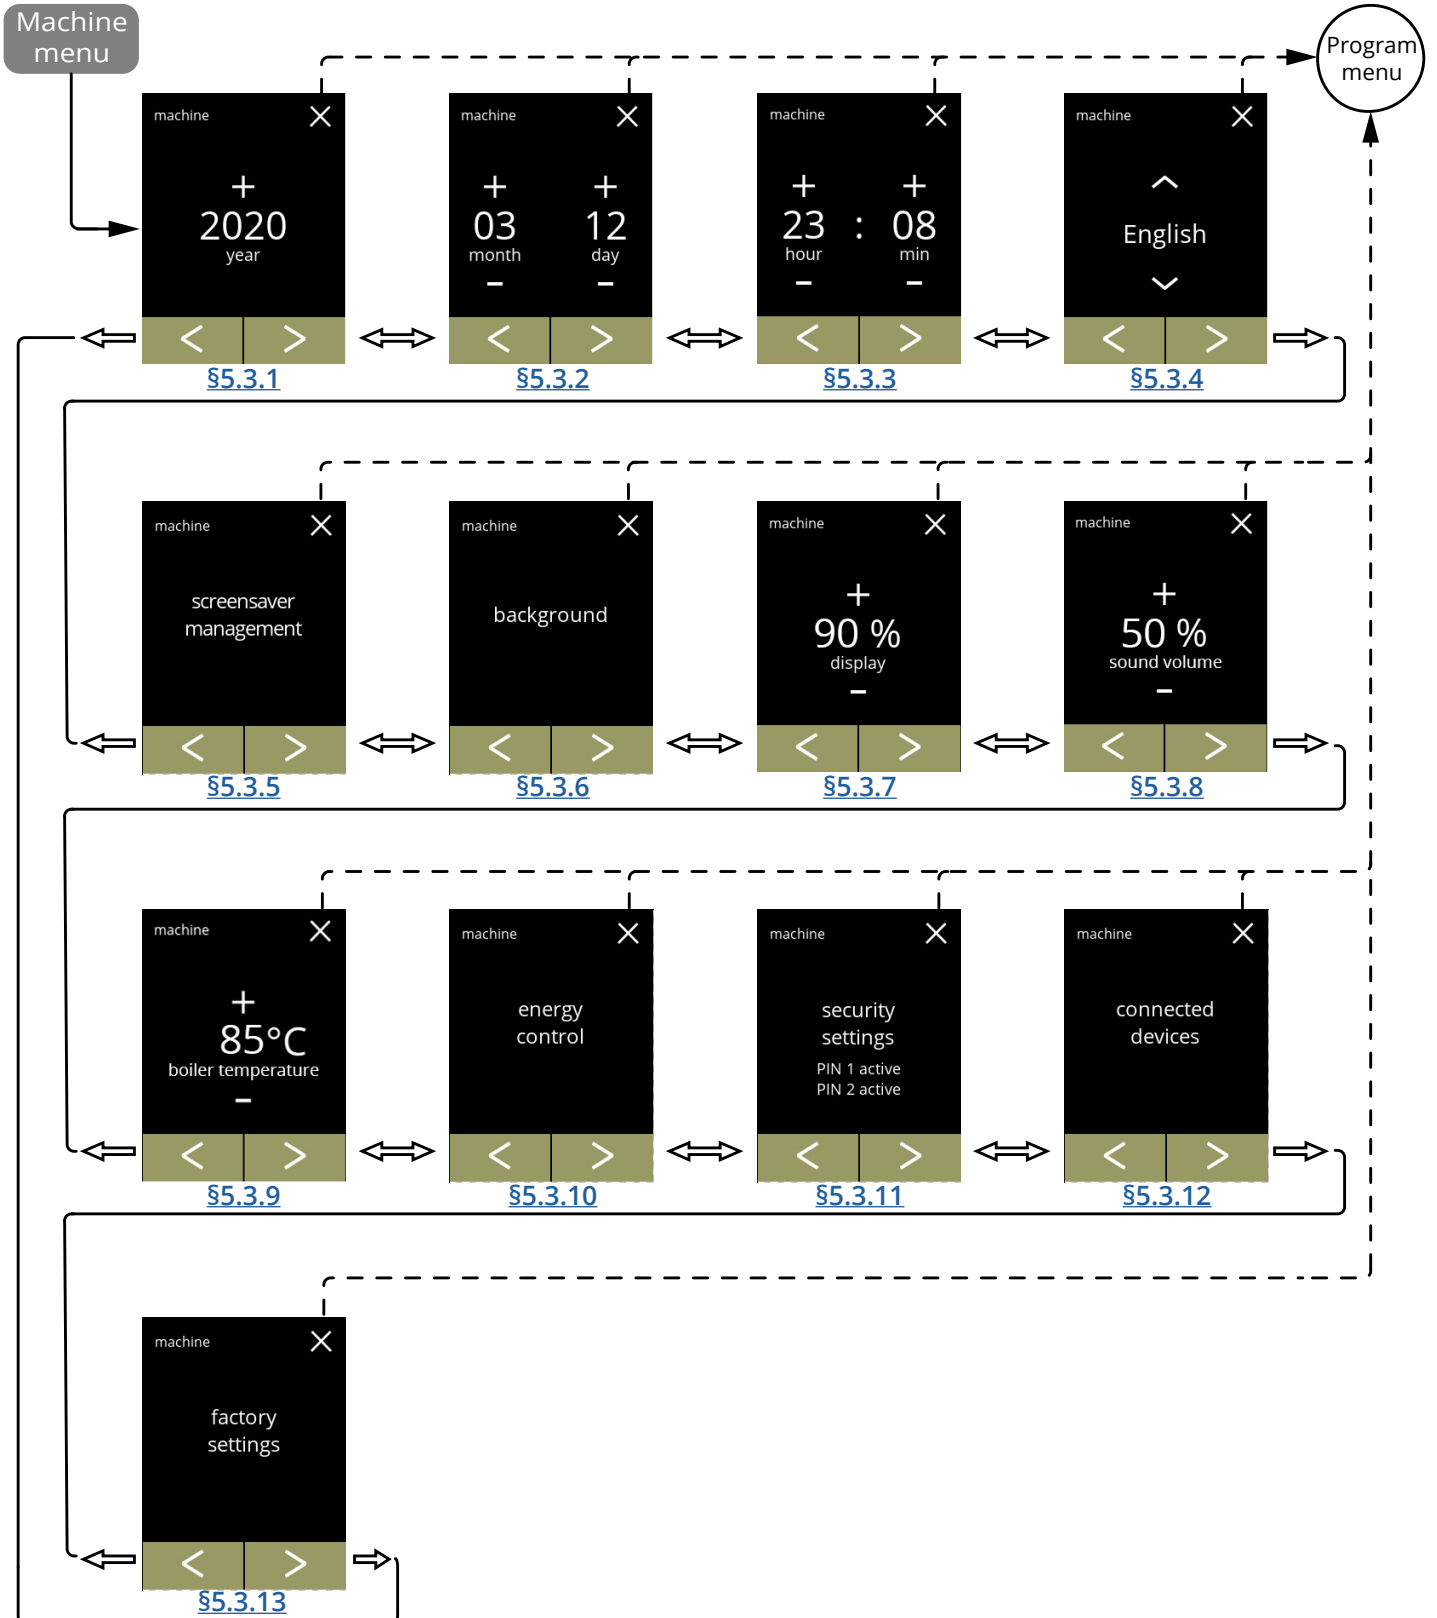 Machine
menu
Program
menu
machine
+
2020
year
machine
+ +
03 12
month day
- -
machine
+ +
23 : 08
hour min
- -
machine
English
§5.3.1
§5.3.2
§5.3.3
§5.3.4
machine
screensaver
management
machine
background
machine
+
90 %
display
-
machine
+
50 %
sound volume
-
§5.3.5
§5.3.6
§5.3.7
§5.3.8
machine
+
85°C
boiler temperature
-
machine
energy
control
machine
security
settings
PIN 1 active
PIN 2 active
machine
connected
devices
§5.3.9
§5.3.10
§5.3.11
§5.3.12
machine
factory
settings
§5.3.13